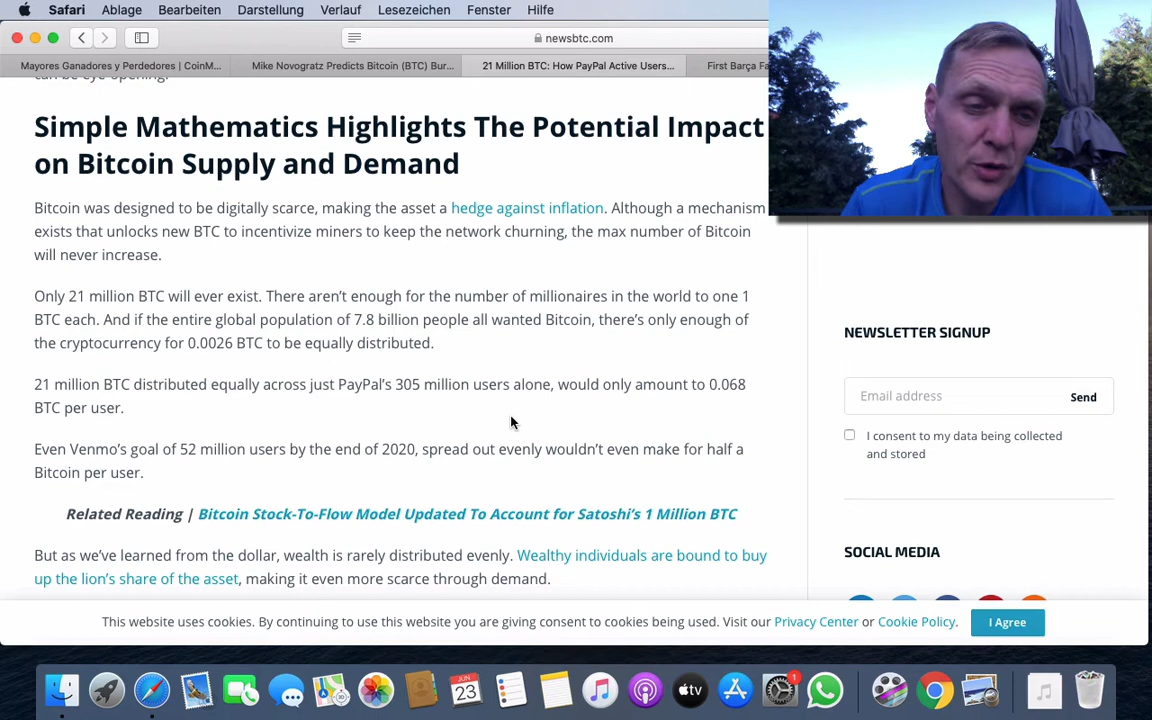 Safari Ablage Bearbeiten Darstellung Verlauf Lesezeichen Fenster Hilfe
newsbtc.com
Mayores Ganadores y Perdedores | CoinM... Mike Novogratz Predicts Bitcoin (BTC) Bur... 21 Million BTC: How PayPal Active Users... First Barça Fa
can be eye-opening.
Simple Mathematics Highlights The Potential Impact
on Bitcoin Supply and Demand
Bitcoin was designed to be digitally scarce, making the asset a hedge against inflation. Although a mechanism
exists that unlocks new BTC to incentivize miners to keep the network churning, the max number of Bitcoin
will never increase.
Only 21 million BTC will ever exist. There aren’t enough for the number of millionaires in the world to one 1
BTC each. And if the entire global population of 7.8 billion people all wanted Bitcoin, there’s only enough of
the cryptocurrency for 0.0026 BTC to be equally distributed.
21 million BTC distributed equally across just PayPal’s 305 million users alone, would only amount to 0.068
BTC per user.
Even Venmo’s goal of 52 million users by the end of 2020, spread out evenly wouldn’t even make for half a
Bitcoin per user.
Related Reading | Bitcoin Stock-To-Flow Model Updated To Account for Satoshi’s 1 Million BTC
But as we’ve learned from the dollar, wealth is rarely distributed evenly. Wealthy individuals are bound to buy
up the lion’s share of the asset, making it even more scarce through demand.
NEWSLETTER SIGNUP
Email address Send
I consent to my data being collected
and stored
SOCIAL MEDIA
This website uses cookies. By continuing to use this website you are giving consent to cookies being used. Visit our Privacy Center or Cookie Policy. I Agree
JUN
23
tv
1